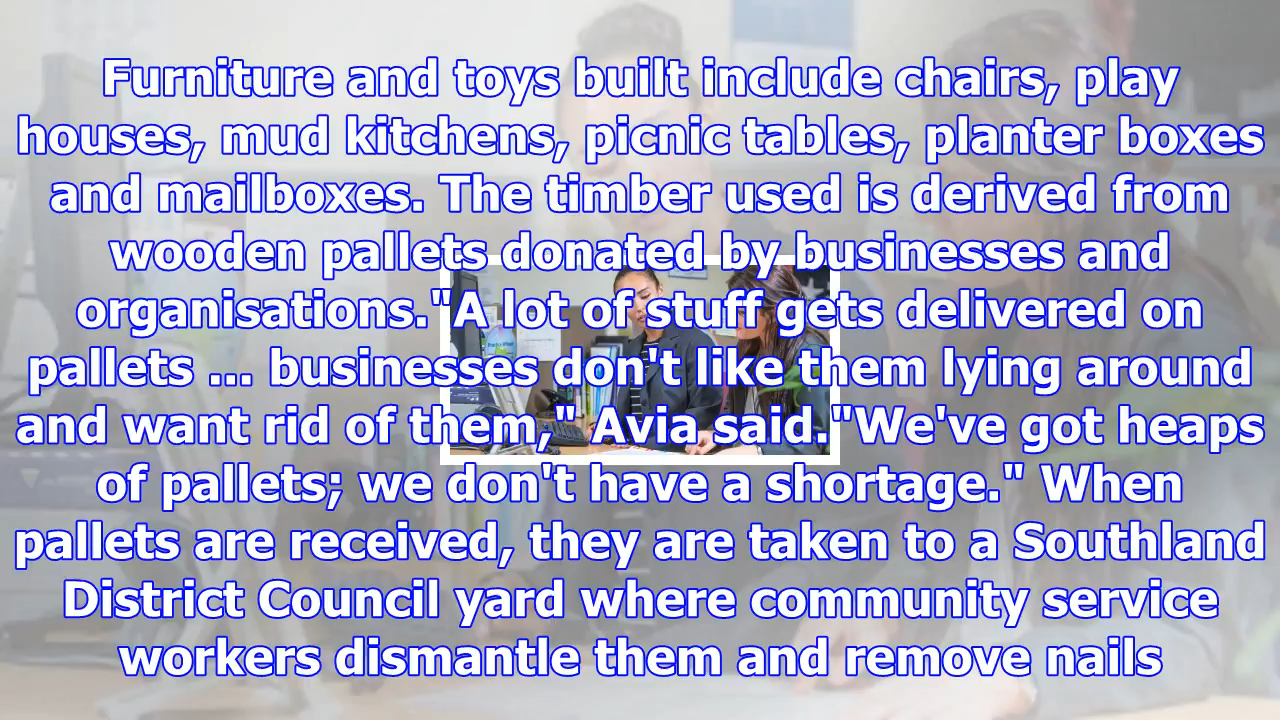 Furniture and toys built include chairs, play
houses, mud kitchens, picnic tables, planter boxes
and mailboxes. The timber used is derived from
wooden pallets donated by businesses and
organisations."A lot of stuff gets delivered on
pallets ... businesses don't like them lying around
and want rid of them," Avia said."We've got heaps
of pallets; we don't have a shortage." When
pallets are received, they are taken to a Southland
District Council yard where community service
workers dismantle them and remove nails